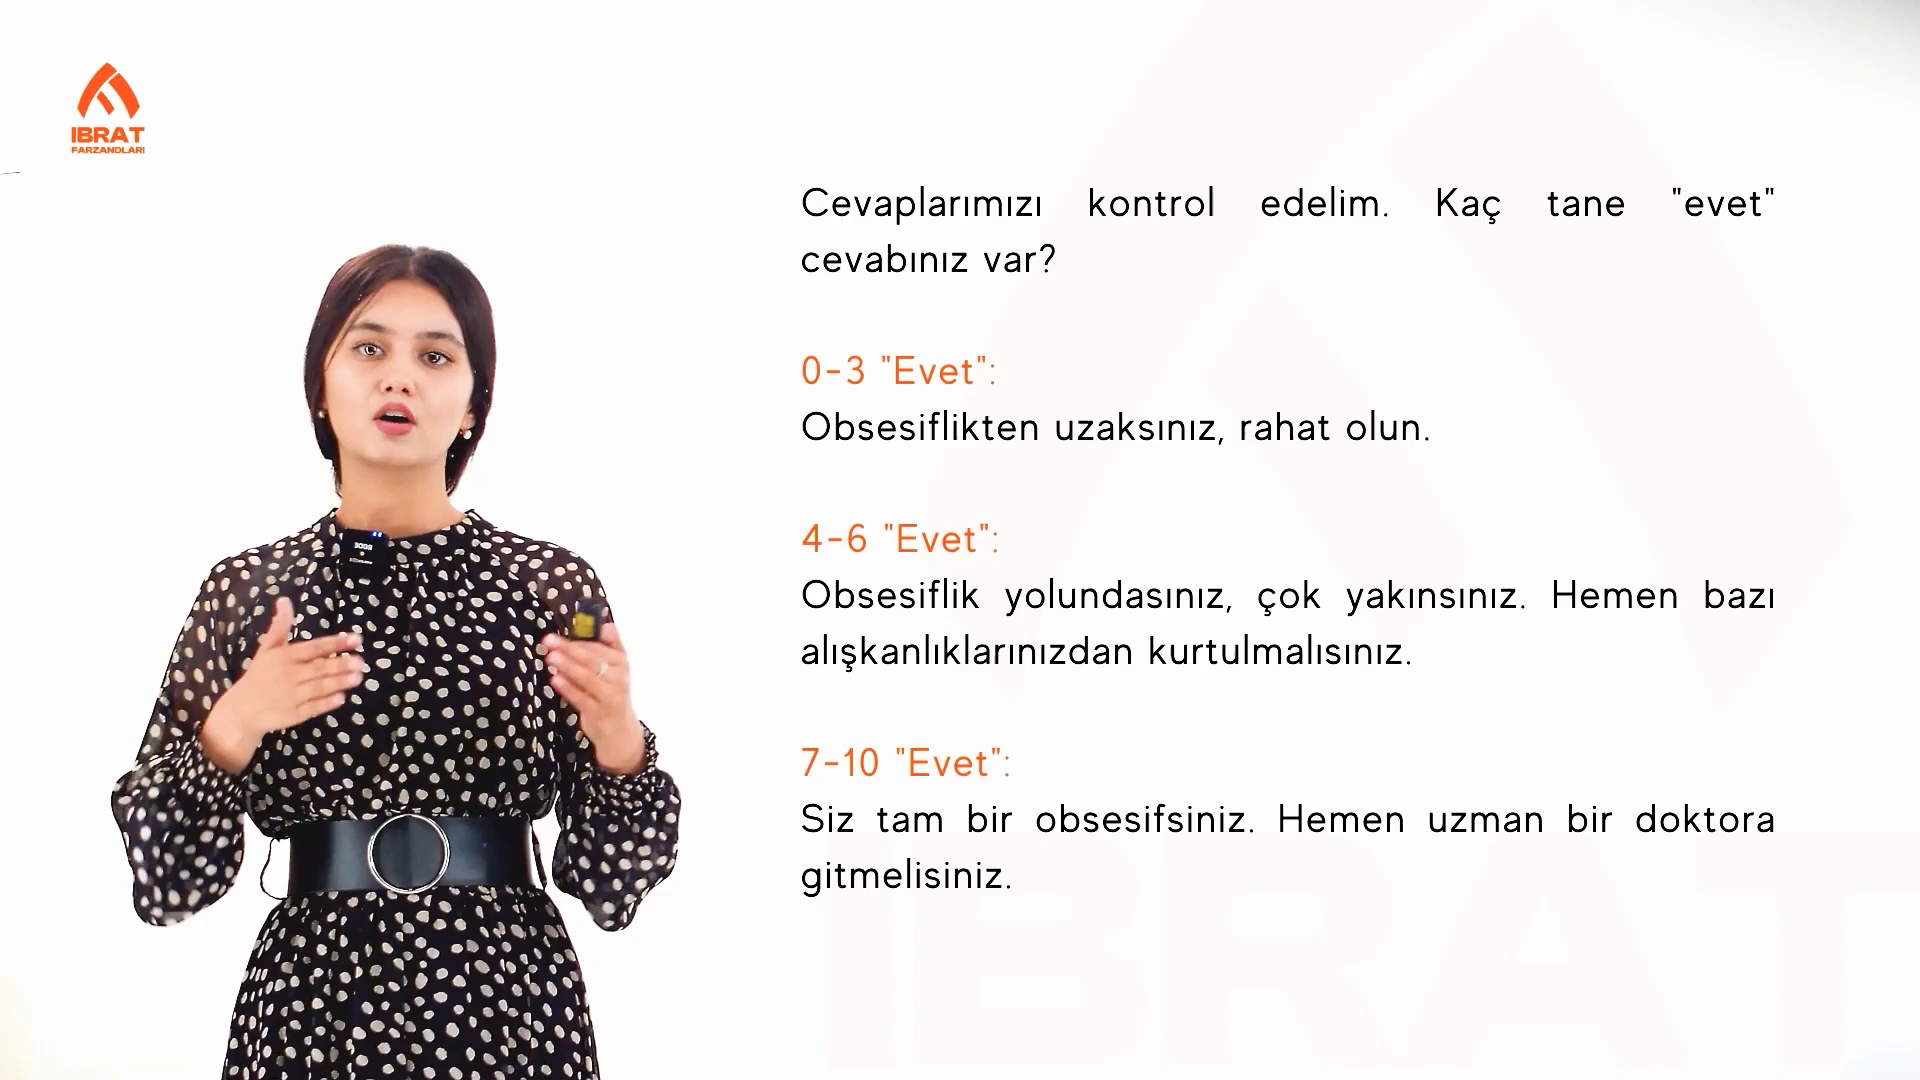 IBRAT
FARZANDLARI
Cevaplarımızı kontrol edelim. Kaç tane "evet"
cevabınız var?
0-3 "Evet":
Obsesiflikten uzaksınız, rahat olun.
4-6 "Evet":
Obsesiflik yolundasınız, çok yakınsınız. Hemen bazı
alışkanlıklarınızdan kurtulmalısınız.
7-10 "Evet":
Siz tam bir obsesifsiniz. Hemen uzman bir doktora
gitmelisiniz.
IBRAT